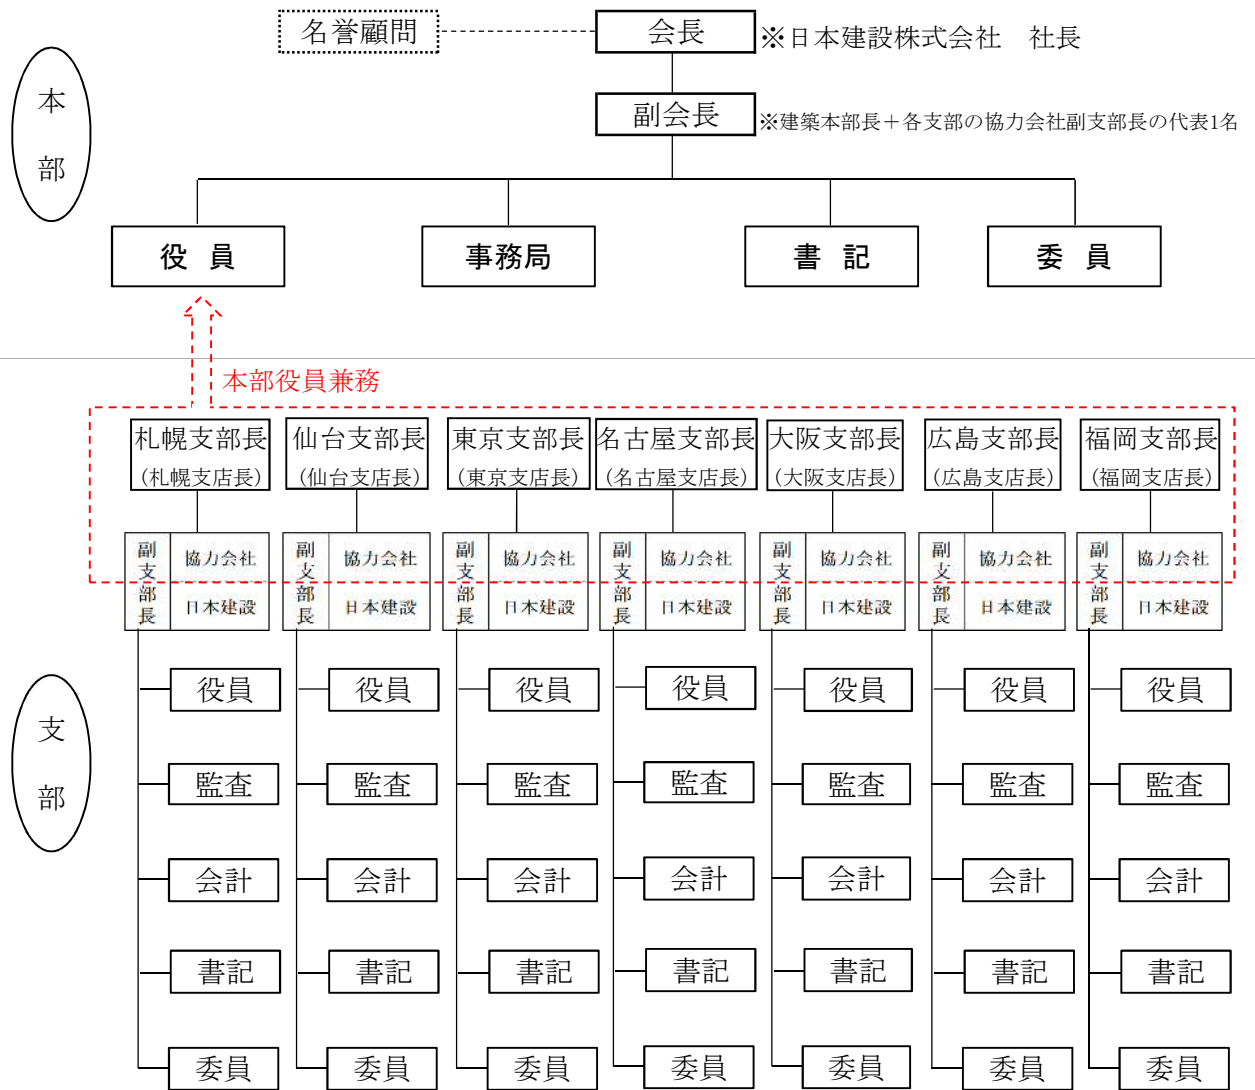 名誉顧問
会長
※日本建設株式会社　社長
本部
副会長
※建築本部長＋各支部の協力会社副支部長の代表1名
役 員
事務局
書 記
委 員
本部役員兼務
札幌支部長
(札幌支店長)
仙台支部長
(仙台支店長)
東京支部長
(東京支店長)
名古屋支部長
(名古屋支店長)
大阪支部長
(大阪支店長)
広島支部長
(広島支店長)
福岡支部長
(福岡支店長)
副支部長
協力会社
日本建設
副支部長
協力会社
日本建設
副支部長
協力会社
日本建設
副支部長
協力会社
日本建設
副支部長
協力会社
日本建設
副支部長
協力会社
日本建設
副支部長
協力会社
日本建設
支部
役員
役員
役員
役員
役員
役員
役員
監査
監査
監査
監査
監査
監査
監査
会計
会計
会計
会計
会計
会計
会計
書記
書記
書記
書記
書記
書記
書記
委員
委員
委員
委員
委員
委員
委員